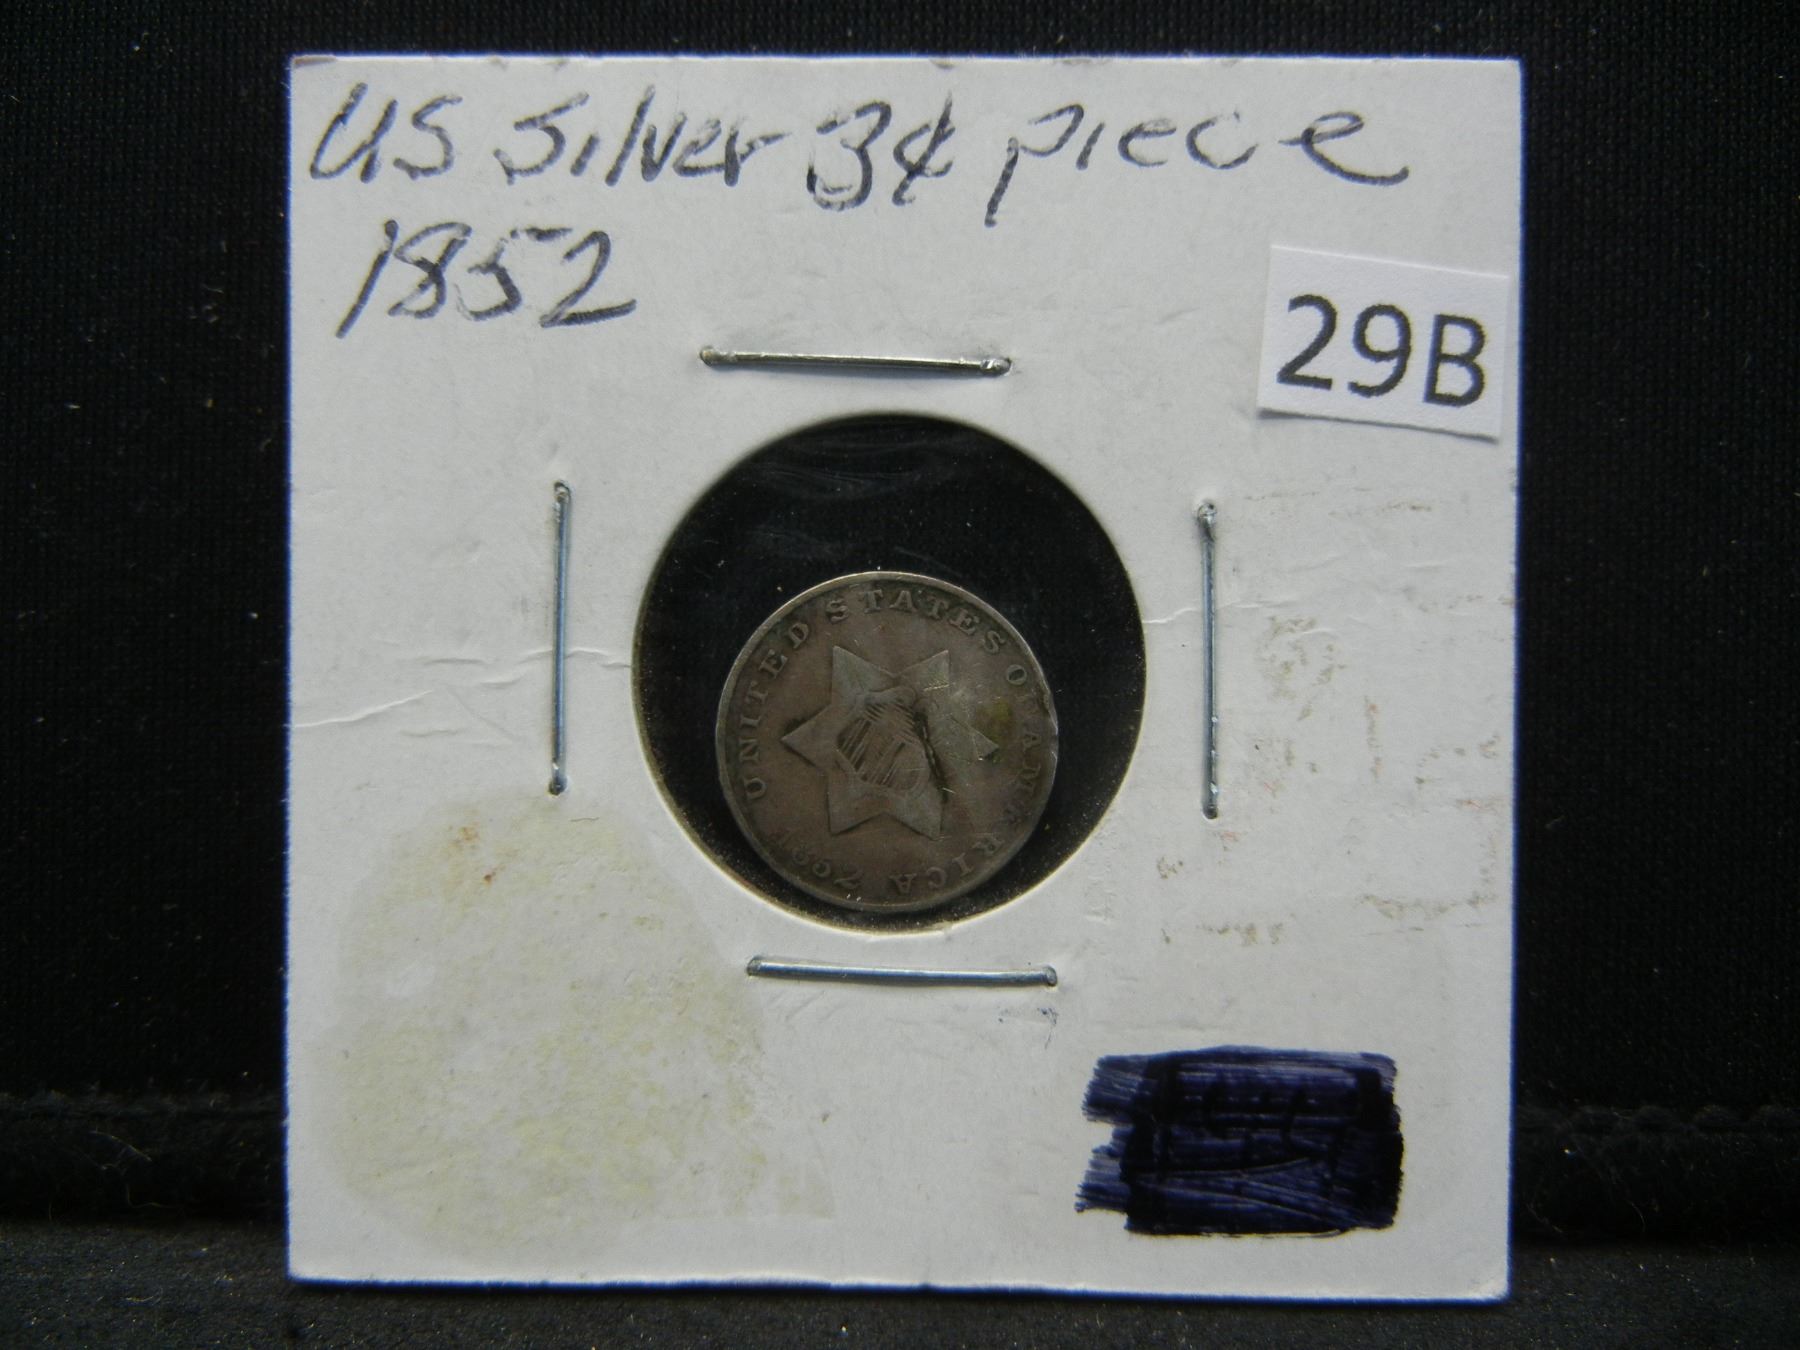 US Silver 3¢ piece
1852
29B
UNITED STATES OF AMERICA
1852